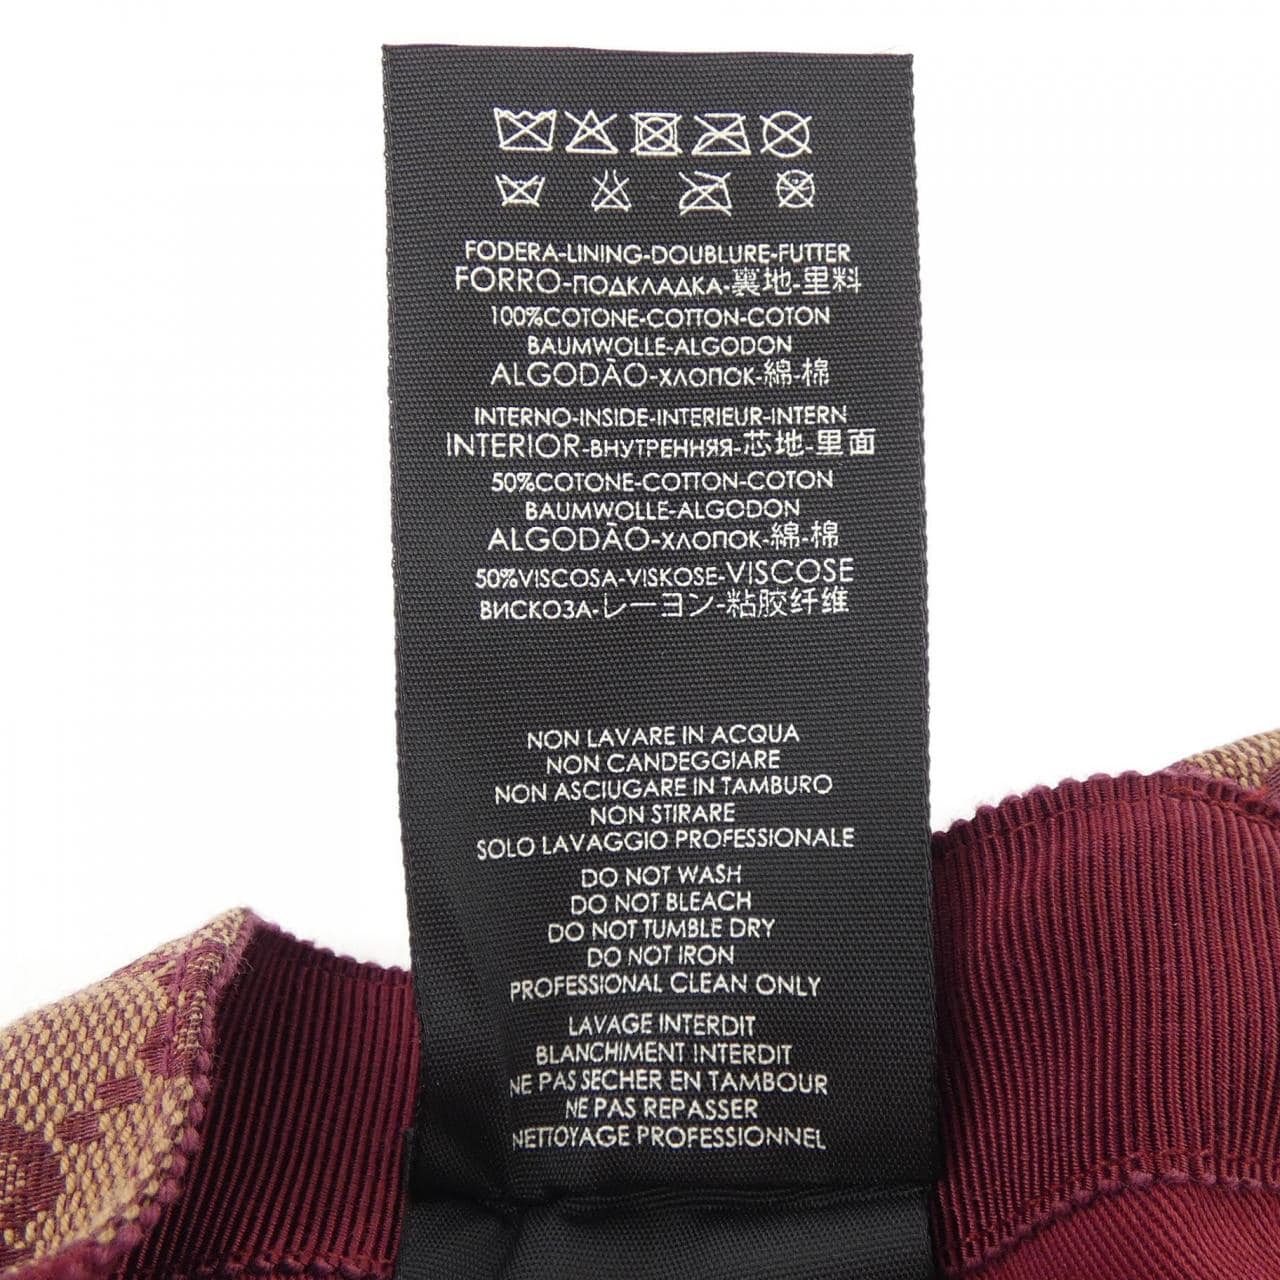 FODERA-LINING-DOUBLURE-FUTTER
FORRO-ПОДКЛАДКА-裏地-里料
100%COTONE-COTTON-COTON
BAUMWOLLE-ALGODON
ALGODÃO-ХЛОПОК-綿-棉
INTERNO-INSIDE-INTERIEUR-INTERN
INTERIOR-ВНУТРЕННЯЯ-芯地-里面
50%COTONE-COTTON-COTON
BAUMWOLLE-ALGODON
ALGODÃO-ХЛОПОК-綿-棉
50%VISCOSA-VISKOSE-VISCOSE
ВИСКОЗА-レーヨン-粘胶纤维
NON LAVARE IN ACQUA
NON CANDEGGIARE
NON ASCIUGARE IN TAMBURO
NON STIRARE
SOLO LAVAGGIO PROFESSIONALE
DO NOT WASH
DO NOT BLEACH
DO NOT TUMBLE DRY
DO NOT IRON
PROFESSIONAL CLEAN ONLY
LAVAGE INTERDIT
BLANCHIMENT INTERDIT
NE PAS SECHER EN TAMBOUR
NE PAS REPASSER
NETTOYAGE PROFESSIONNEL